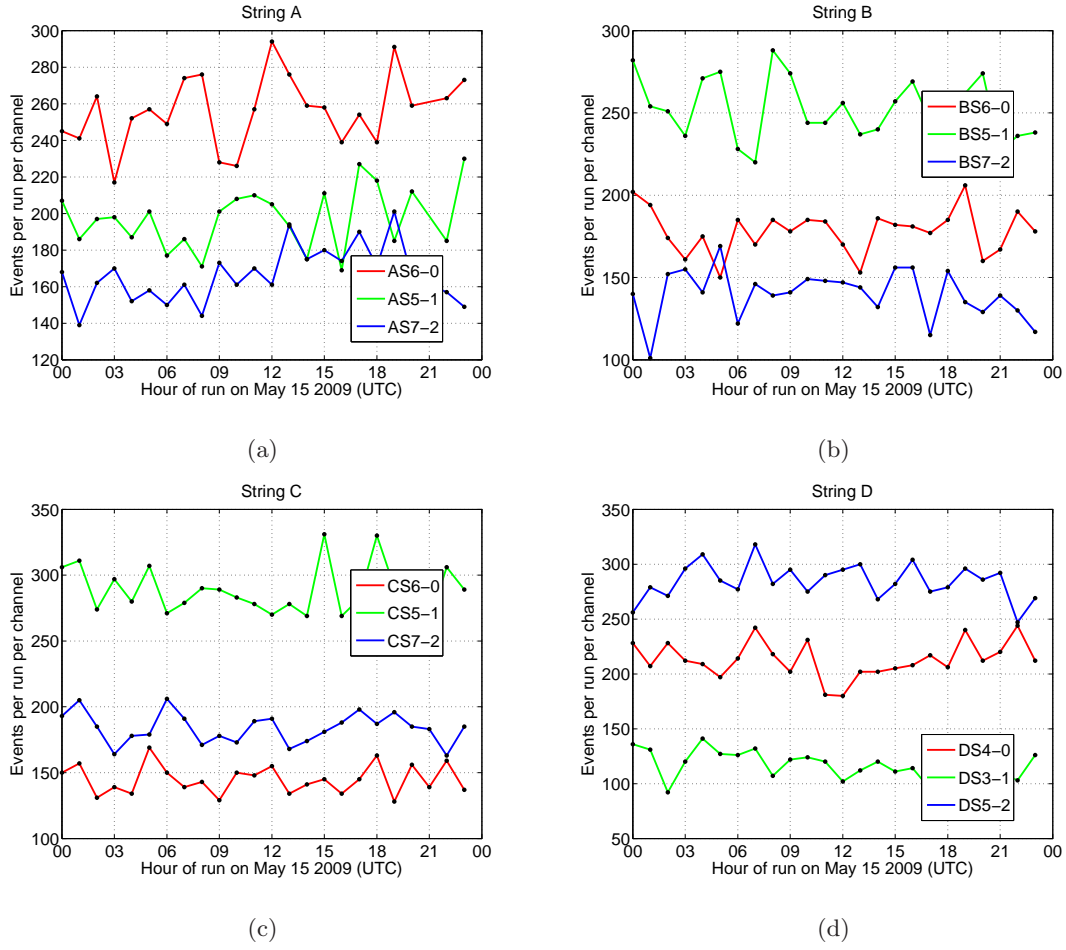 String A
300
280
260
240
220
200
180
160
140
120
Events per run per channel
AS6-0
AS5-1
AS7-2
00 03 06 09 12 15 18 21 00
Hour of run on May 15 2009 (UTC)
(a)
String B
300
250
200
150
100
Events per run per channel
BS6-0
BS5-1
BS7-2
00 03 06 09 12 15 18 21 00
Hour of run on May 15 2009 (UTC)
(b)
String C
350
300
250
200
150
100
Events per run per channel
CS6-0
CS5-1
CS7-2
00 03 06 09 12 15 18 21 00
Hour of run on May 15 2009 (UTC)
(c)
String D
350
300
250
200
150
100
50
Events per run per channel
DS4-0
DS3-1
DS5-2
00 03 06 09 12 15 18 21 00
Hour of run on May 15 2009 (UTC)
(d)